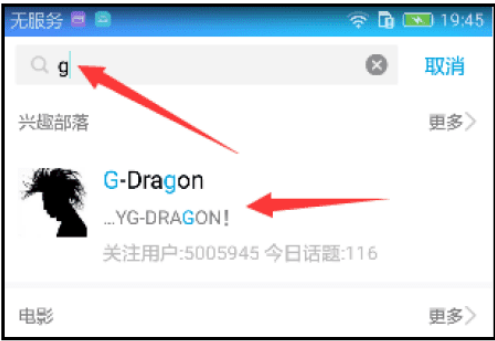 无服务 19:45
g 取消
兴趣部落 更多
G-Dragon
...YG-DRAGON!
关注用户:5005945 今日话题:116
电影 更多